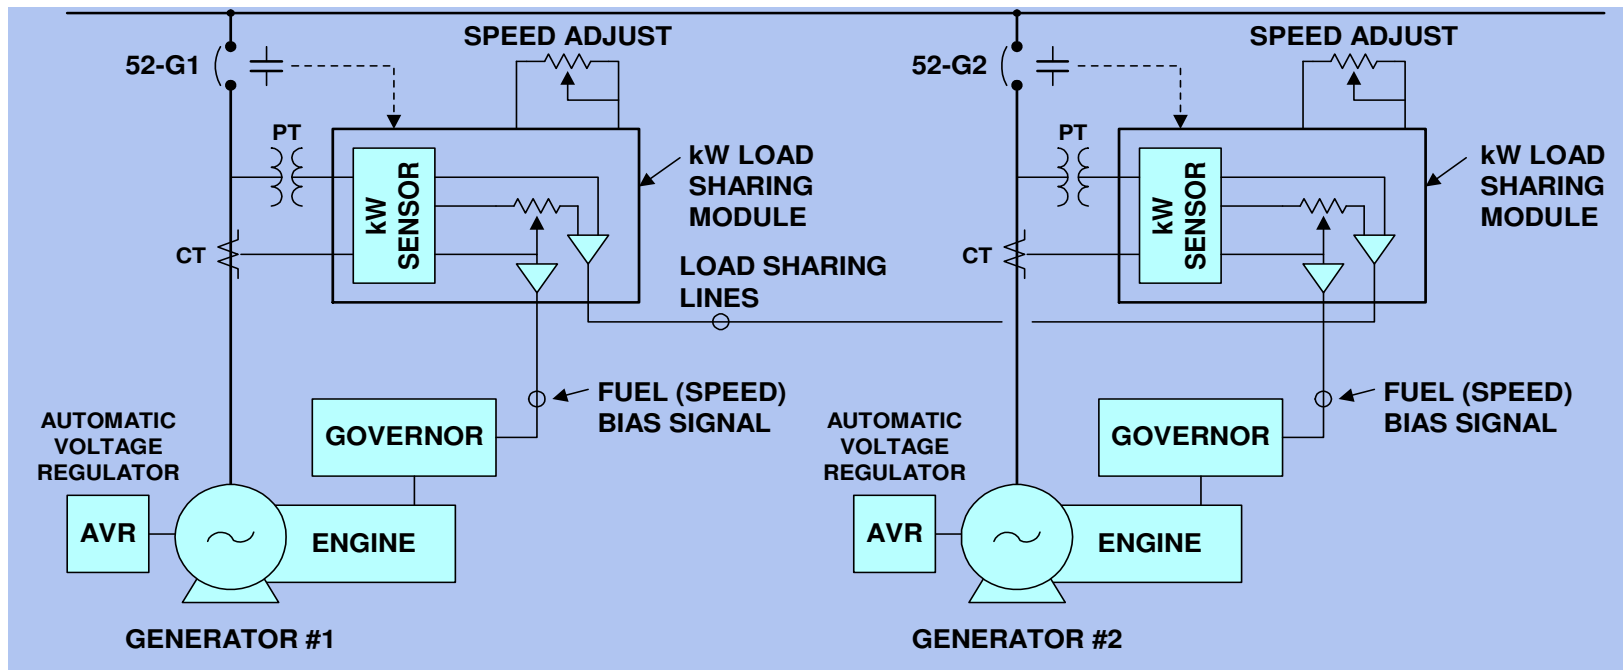 SPEED ADJUST
52-G1
PT
kW
SENSOR
kW LOAD
SHARING
MODULE
CT
LOAD SHARING
LINES
FUEL (SPEED)
BIAS SIGNAL
AUTOMATIC
VOLTAGE
REGULATOR
GOVERNOR
AVR
ENGINE
GENERATOR #1
SPEED ADJUST
52-G2
PT
kW
SENSOR
kW LOAD
SHARING
MODULE
CT
FUEL (SPEED)
BIAS SIGNAL
AUTOMATIC
VOLTAGE
REGULATOR
GOVERNOR
AVR
ENGINE
GENERATOR #2